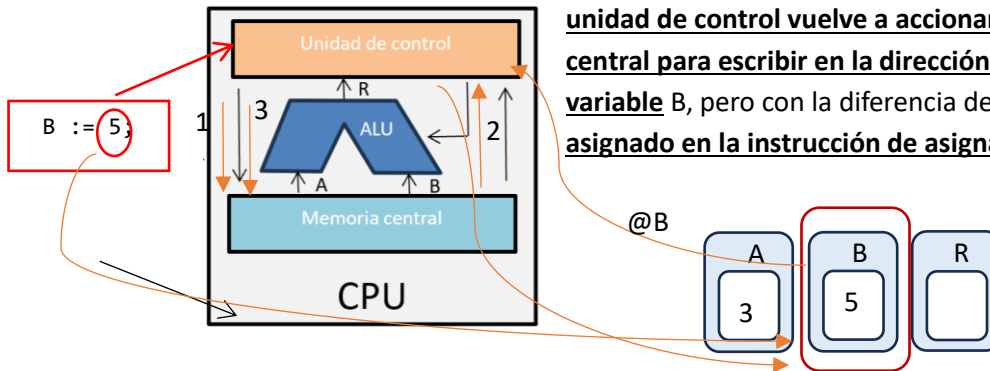 unidad de control vuelve a accionar
central para escribir en la dirección
variable B, pero con la diferencia de
asignado en la instrucción de asigna
Unidad de control
R
B := 5;
1
3
ALU
2
A
B
Memoria central
CPU
@B
A
B
R
3
5